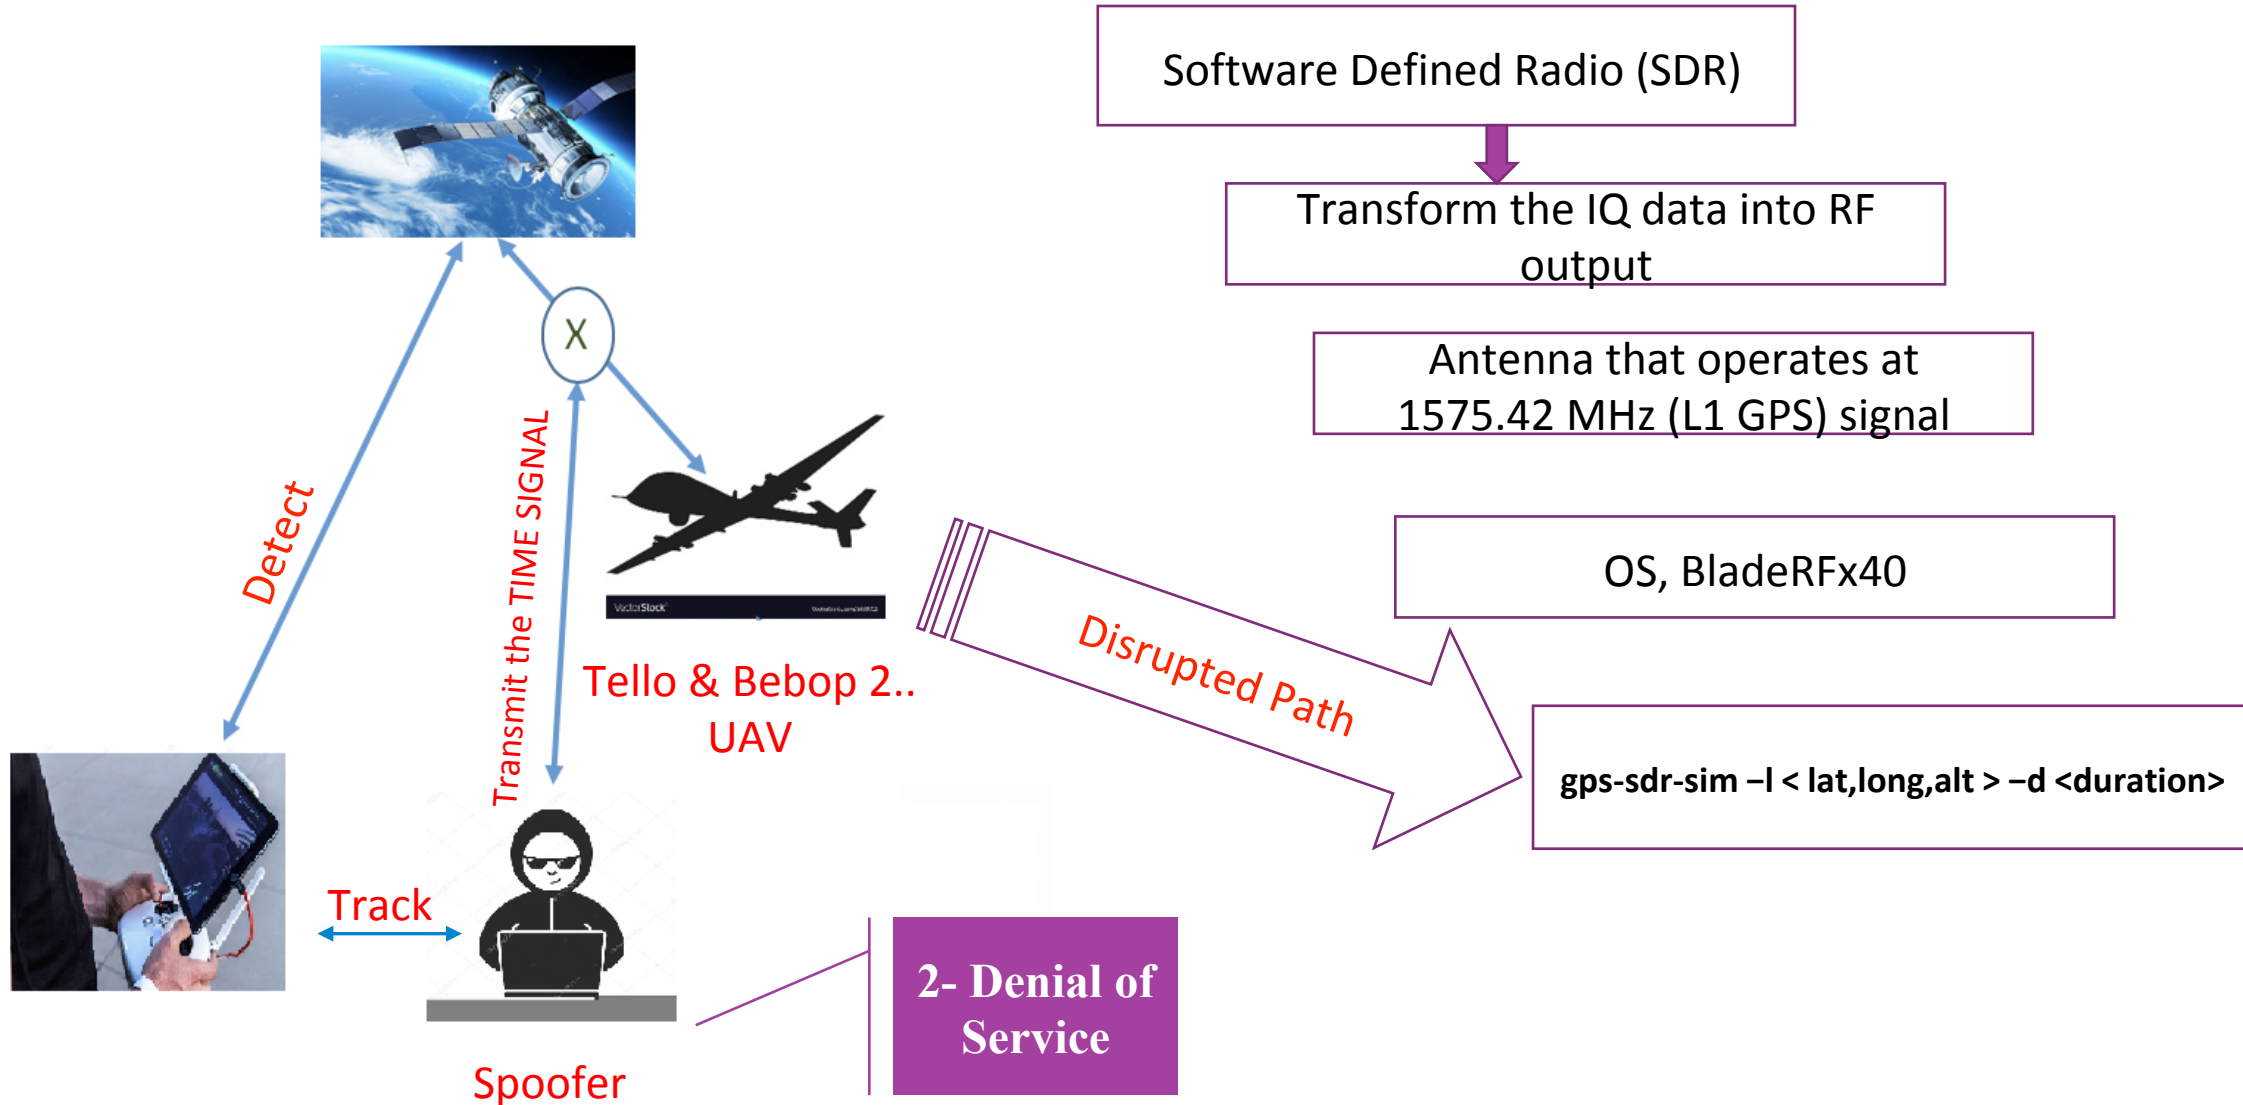 Software Defined Radio (SDR)
Transform the IQ data into RF
output
Antenna that operates at
1575.42 MHz (L1 GPS) signal
OS, BladeRFx40
gps-sdr-sim –l < lat,long,alt > –d <duration>
X
Detect
Transmit the TIME SIGNAL
VectorStock
Tello & Bebop 2..
UAV
Disrupted Path
Track
Spoofer
2- Denial of
Service